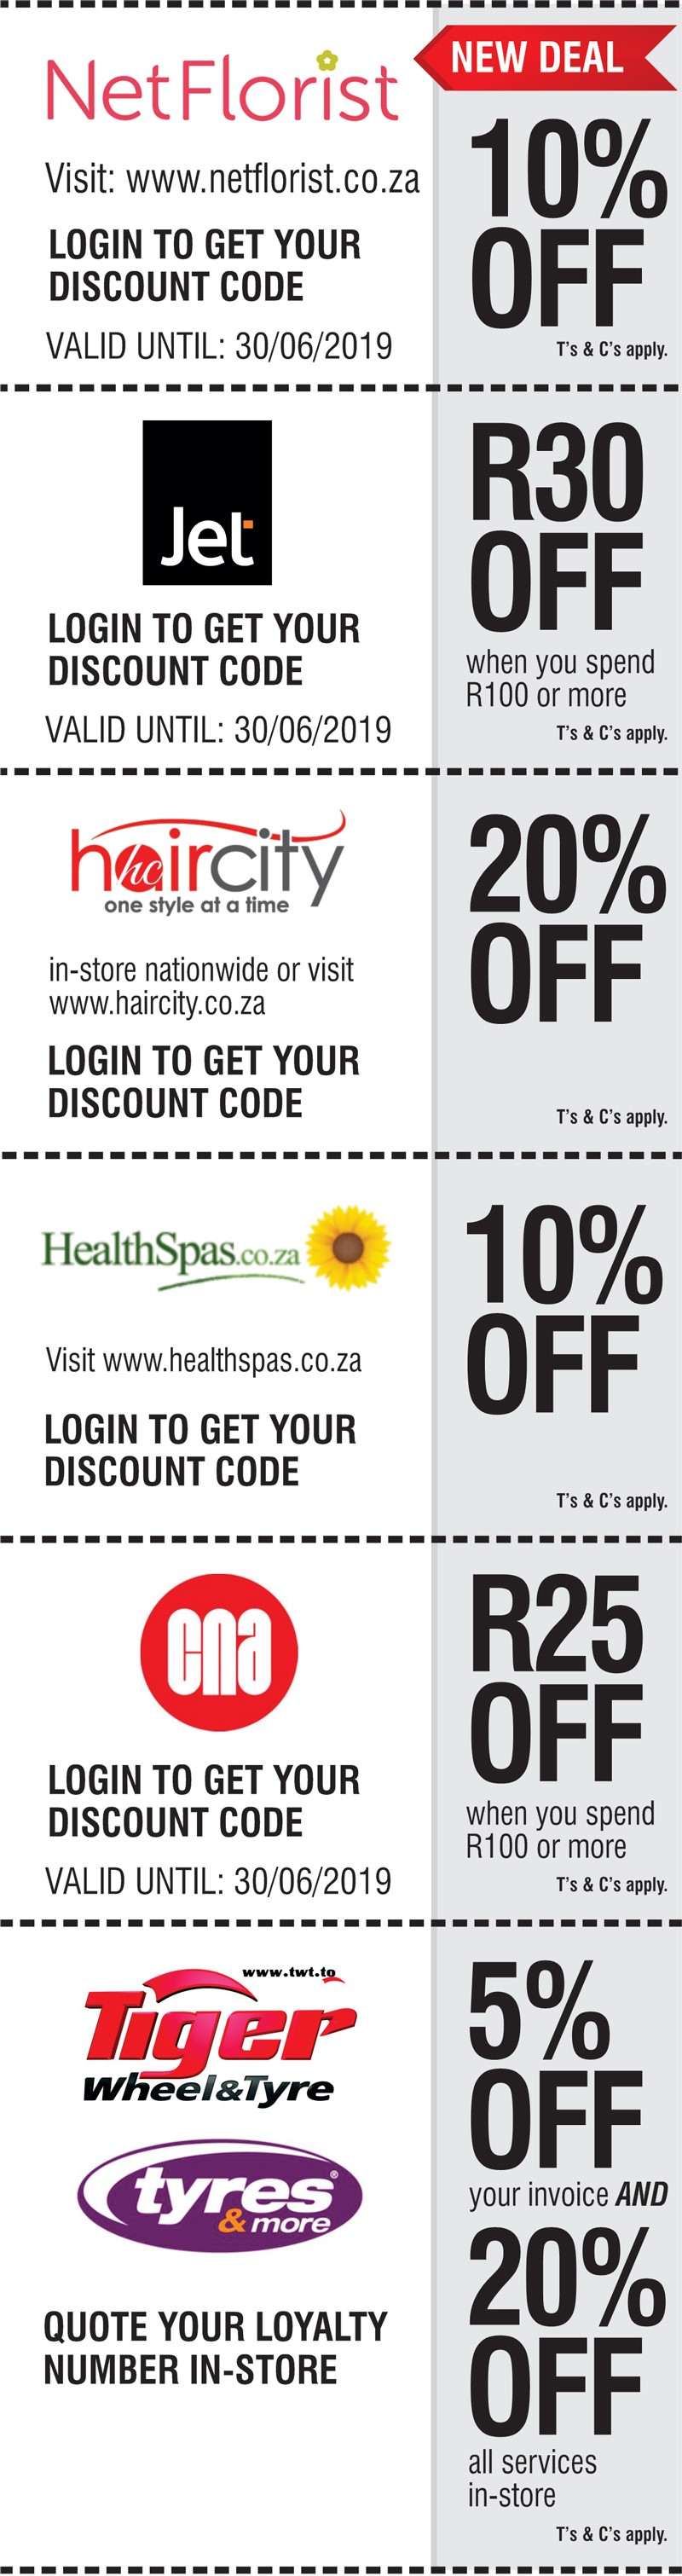 NetFlorist
NEW DEAL
Visit: www.netflorist.co.za
LOGIN TO GET YOUR
DISCOUNT CODE
VALID UNTIL: 30/06/2019
10%
OFF
T's & C's apply.
Jet
LOGIN TO GET YOUR
DISCOUNT CODE
VALID UNTIL: 30/06/2019
R30
OFF
when you spend
R100 or more
T's & C's apply.
haircity
hc
one style at a time
in-store nationwide or visit
www.haircity.co.za
LOGIN TO GET YOUR
DISCOUNT CODE
20%
OFF
T's & C's apply.
HealthSpas.co.za
Visit www.healthspas.co.za
LOGIN TO GET YOUR
DISCOUNT CODE
10%
OFF
T's & C's apply.
cna
LOGIN TO GET YOUR
DISCOUNT CODE
VALID UNTIL: 30/06/2019
R25
OFF
when you spend
R100 or more
T's & C's apply.
www.twt.to
Tiger
Wheel&Tyre
tyres®
& more
QUOTE YOUR LOYALTY
NUMBER IN-STORE
5%
OFF
your invoice AND
20%
OFF
all services
in-store
T's & C's apply.